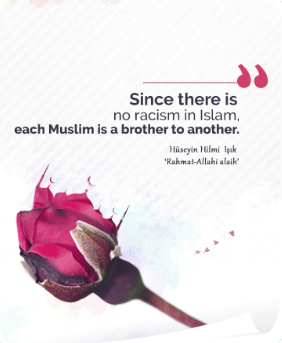 Since there is
no racism in Islam,
each Muslim is a brother to another.
Hüseyin Hilmi Işık
'Rahmat-Allahi alaih'